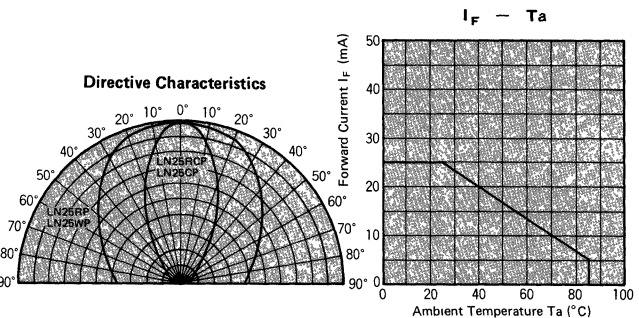 Directive Characteristics
0°
10° 10°
20° 20°
30° 30°
40° 40°
50° 50°
60° 60°
70° 70°
80° 80°
90° 90°
LN25RCP
LN25CP
LN25RP
LN25WP
I_F — Ta
Forward Current I_F (mA)
50
40
30
20
10
0
0 20 40 60 80 100
Ambient Temperature Ta (°C)